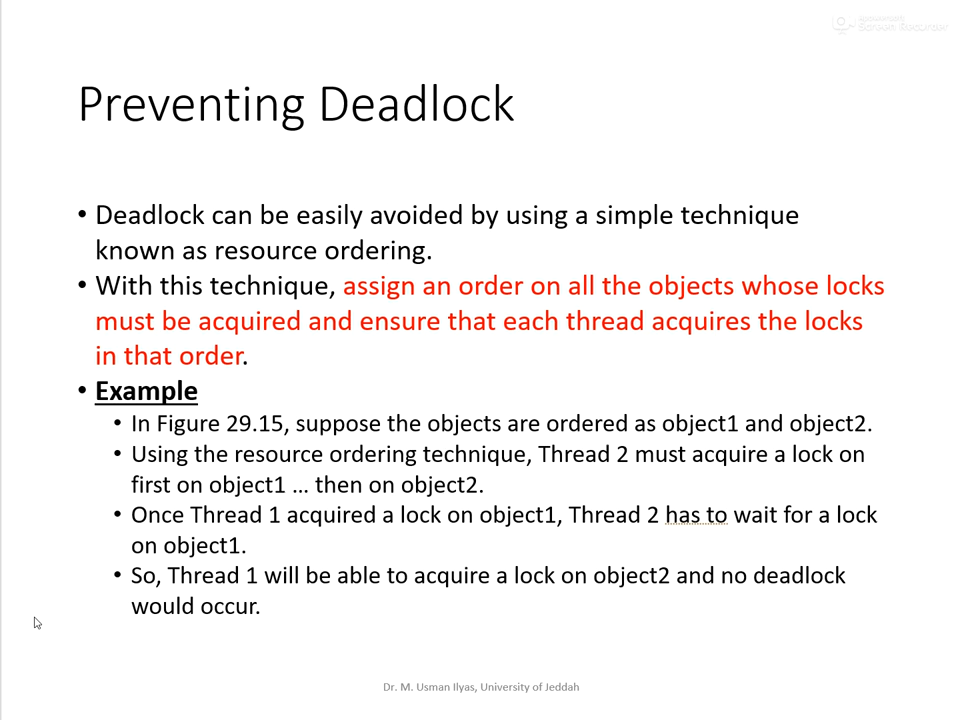 Screen Recorder
Preventing Deadlock
• Deadlock can be easily avoided by using a simple technique
known as resource ordering.
• With this technique, assign an order on all the objects whose locks
must be acquired and ensure that each thread acquires the locks
in that order.
• Example
• In Figure 29.15, suppose the objects are ordered as object1 and object2.
• Using the resource ordering technique, Thread 2 must acquire a lock on
first on object1 … then on object2.
• Once Thread 1 acquired a lock on object1, Thread 2 has to wait for a lock
on object1.
• So, Thread 1 will be able to acquire a lock on object2 and no deadlock
would occur.
Dr. M. Usman Ilyas, University of Jeddah